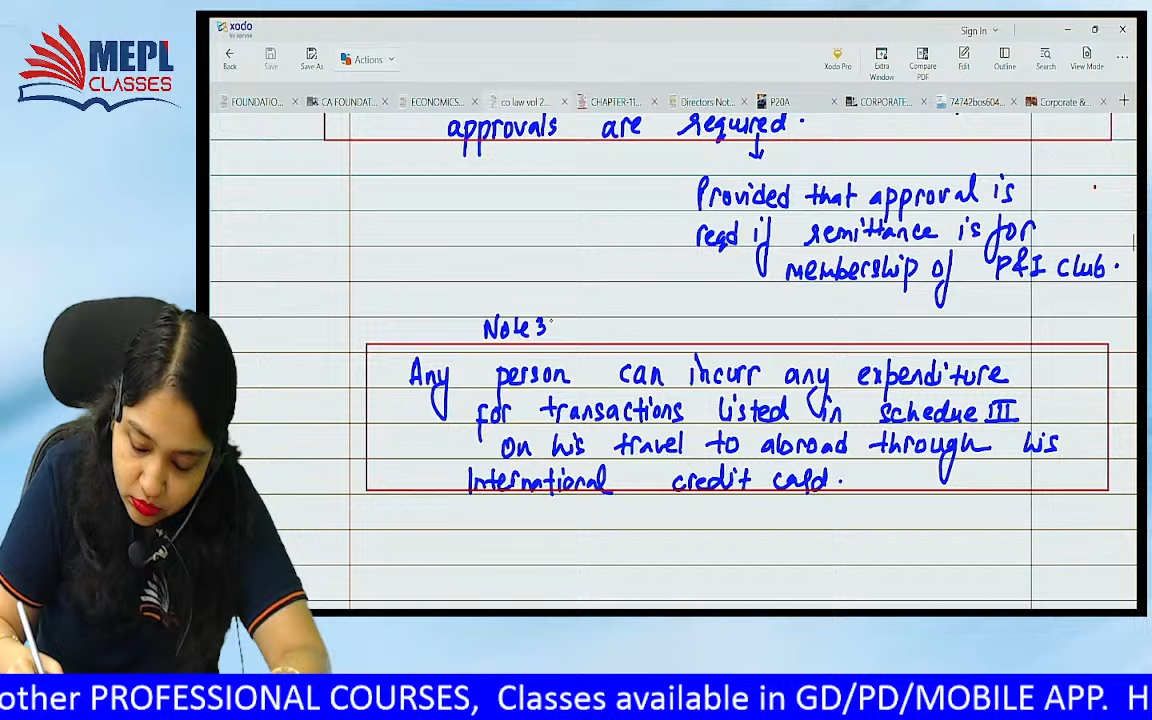 MEPL
CLASSES
xodo
by apryse
Sign In
Back
Save
Save As
Actions
Xodo Pro
Extra Window
Compare PDF
Edit
Outline
Search
View Mode
FOUNDATIO...
CA FOUNDAT...
ECONOMICS...
co law vol 2...
CHAPTER-11...
Directors Not...
P20A
CORPORATE...
74742bos604...
Corporate &...
approvals are required.
Provided that approval is
reqd if remittance is for
membership of P&I Club.
Note 3
Any person can incurr any expenditure
for transactions listed in schedue III
on his travel to abroad through his
International credit card.
other PROFESSIONAL COURSES, Classes available in GD/PD/MOBILE APP. H